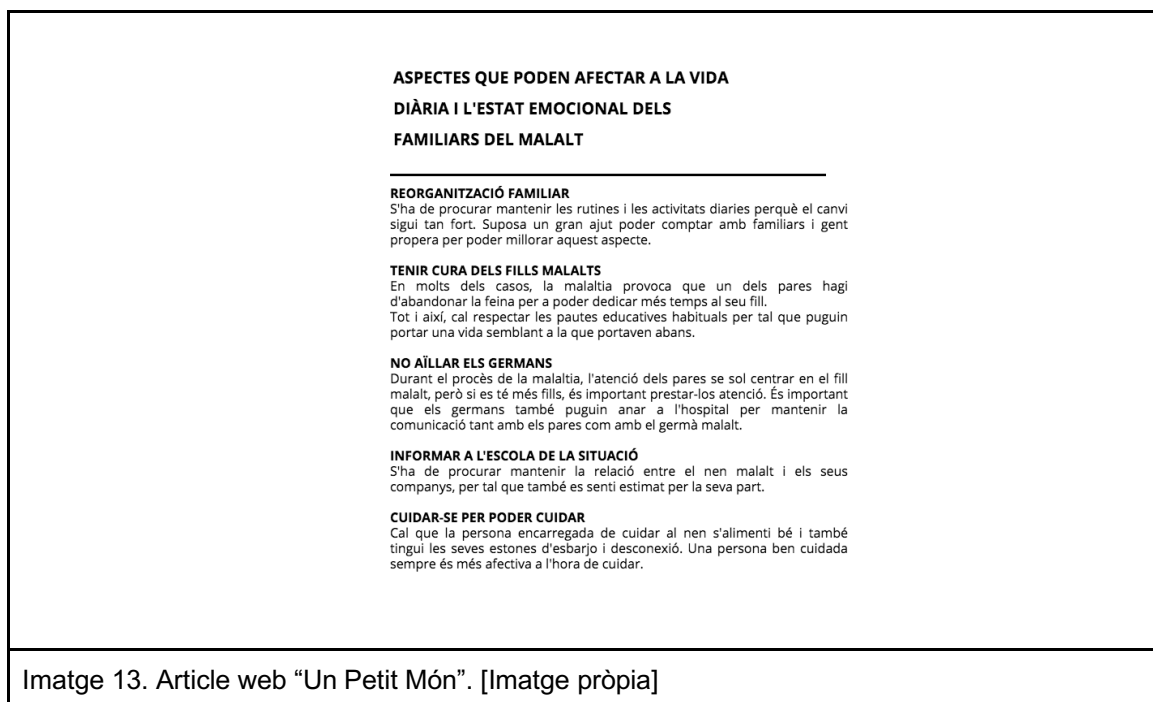 ASPECTES QUE PODEN AFECTAR A LA VIDA
DIÀRIA I L'ESTAT EMOCIONAL DELS
FAMILIARS DEL MALALT
REORGANITZACIÓ FAMILIAR
S'ha de procurar mantenir les rutines i les activitats diaries perquè el canvi
sigui tan fort. Suposa un gran ajut poder comptar amb familiars i gent
propera per poder millorar aquest aspecte.
TENIR CURA DELS FILLS MALALTS
En molts dels casos, la malaltia provoca que un dels pares hagi
d'abandonar la feina per a poder dedicar més temps al seu fill.
Tot i així, cal respectar les pautes educatives habituals per tal que puguin
portar una vida semblant a la que portaven abans.
NO AÏLLAR ELS GERMANS
Durant el procès de la malaltia, l'atenció dels pares se sol centrar en el fill
malalt, però si es té més fills, és important prestar-los atenció. És important
que els germans també puguin anar a l'hospital per mantenir la
comunicació tant amb els pares com amb el germà malalt.
INFORMAR A L'ESCOLA DE LA SITUACIÓ
S'ha de procurar mantenir la relació entre el nen malalt i els seus
companys, per tal que també es senti estimat per la seva part.
CUIDAR-SE PER PODER CUIDAR
Cal que la persona encarregada de cuidar al nen s'alimenti bé i també
tingui les seves estones d'esbarjo i desconexió. Una persona ben cuidada
sempre és més afectiva a l'hora de cuidar.
Imatge 13. Article web “Un Petit Món”. [Imatge pròpia]